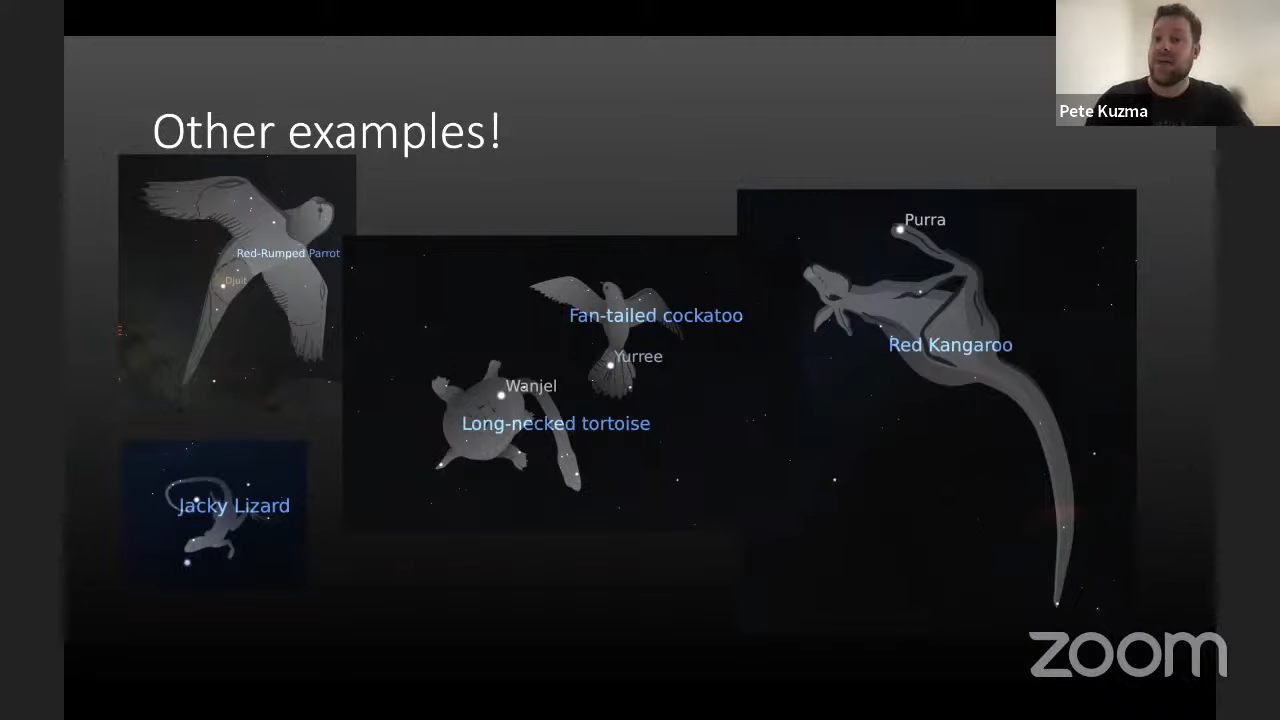 Pete Kuzma
Other examples!
Red-Rumped Parrot
Djuit
Purra
Fan-tailed cockatoo
Yurree
Red Kangaroo
Wanjel
Long-necked tortoise
Jacky Lizard
zoom